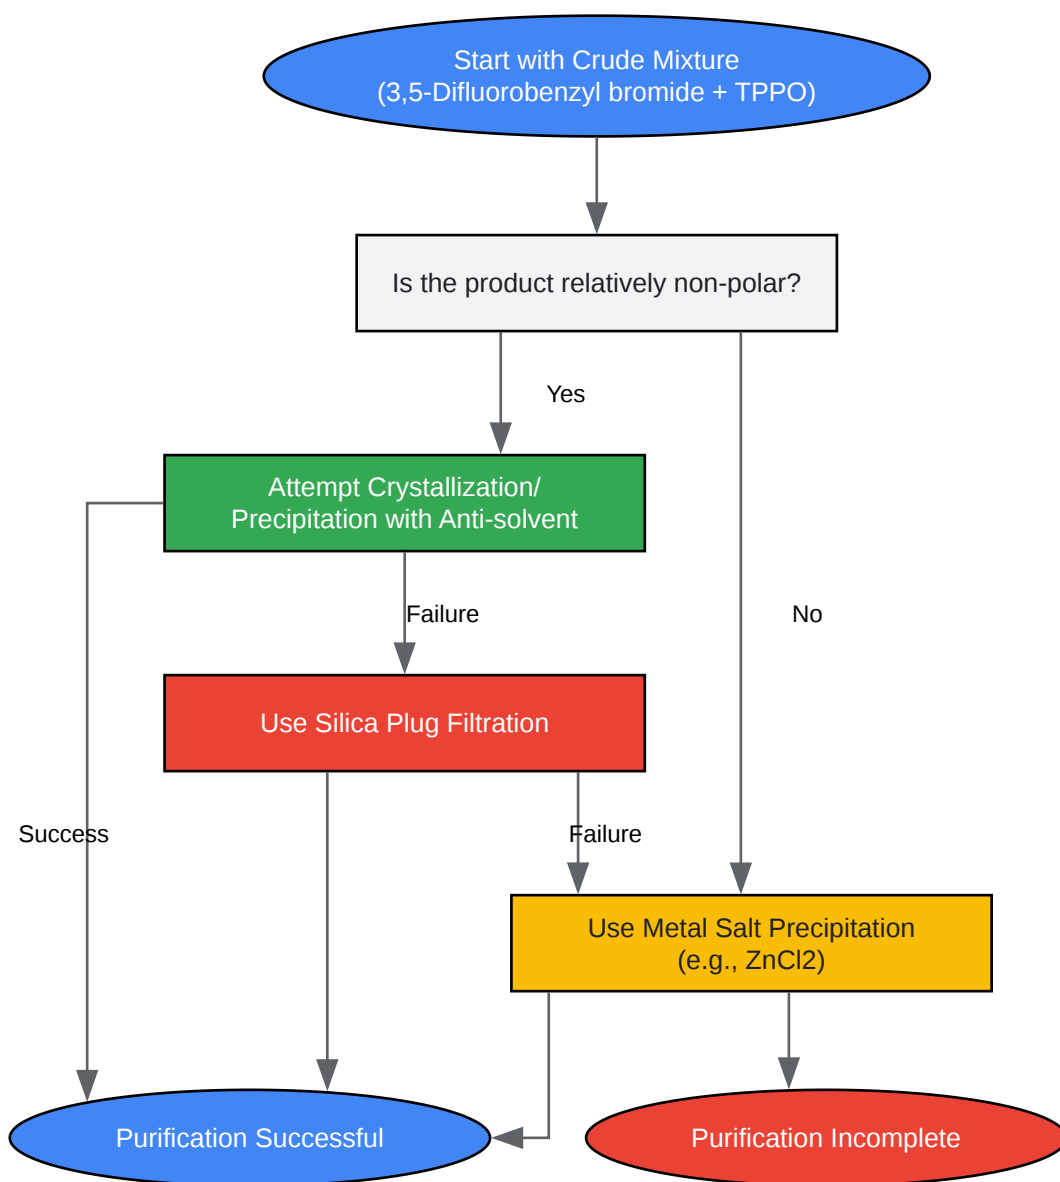 Start with Crude Mixture
(3,5-Difluorobenzyl bromide + TPPO)
Is the product relatively non-polar?
Yes
Attempt Crystallization/
Precipitation with Anti-solvent
Failure
No
Use Silica Plug Filtration
Success
Failure
Use Metal Salt Precipitation
(e.g., ZnCl2)
Purification Successful
Purification Incomplete